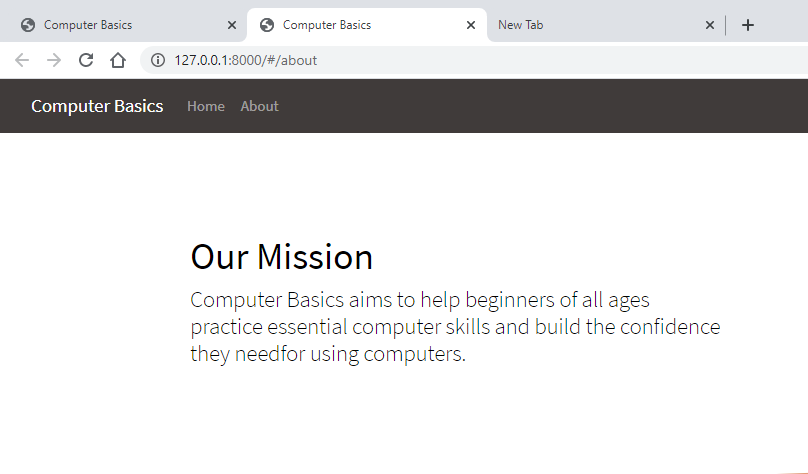 Computer Basics
Computer Basics
New Tab
127.0.0.1:8000/#/about
Computer Basics Home About
Our Mission
Computer Basics aims to help beginners of all ages
practice essential computer skills and build the confidence
they needfor using computers.